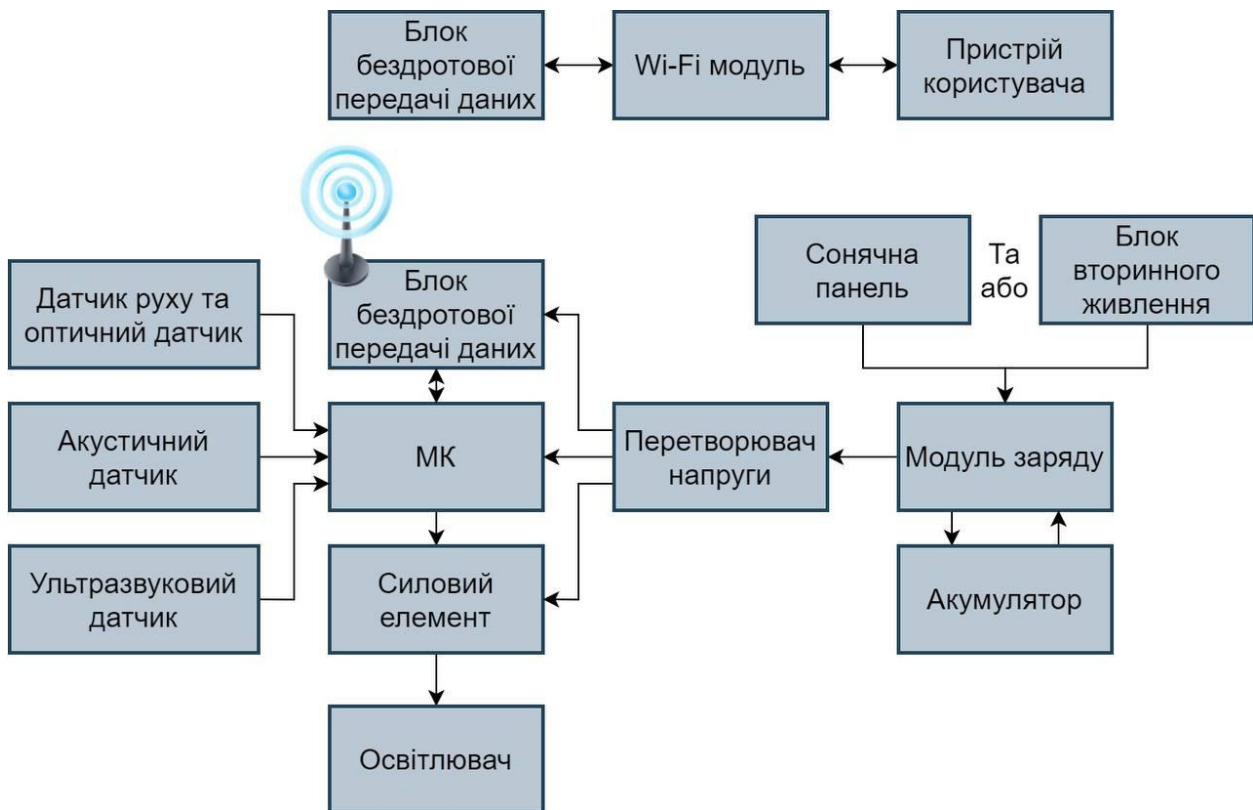 Блок
бездротової
передачі даних
Wi-Fi модуль
Пристрій
користувача
Сонячна
панель
Та
або
Блок
вторинного
живлення
Датчик руху та
оптичний датчик
Блок
бездротової
передачі даних
Акустичний
датчик
МК
Перетворювач
напруги
Модуль заряду
Ультразвуковий
датчик
Силовий
елемент
Акумулятор
Освітлювач